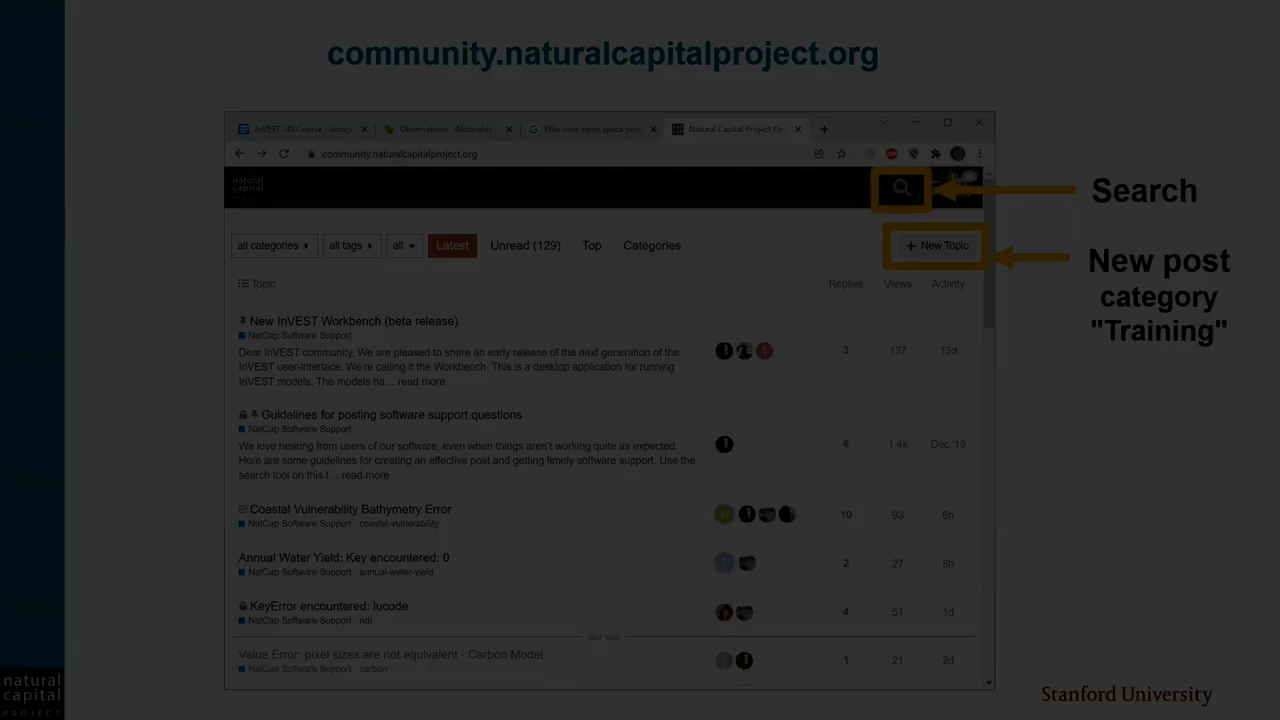 community.naturalcapitalproject.org
InVEST GIS Course - Goog
Observations · iNaturalist
little uvas open space pres
Natural Capital Project On
community.naturalcapitalproject.org
natural
capital
Search
all categories
all tags
all
Latest
Unread (129)
Top
Categories
+ New Topic
New post
category
"Training"
Topic
Replies
Views
Activity
New InVEST Workbench (beta release)
NatCap Software Support
Dear InVEST community, We are pleased to share an early release of the next generation of the
InVEST user-interface. We're calling it the Workbench. This is a desktop application for running
InVEST models. The models ha… read more
3
137
13d
Guidelines for posting software support questions
NatCap Software Support
We love hearing from users of our software, even when things aren't working quite as expected.
Here are some guidelines for creating an effective post and getting timely software support. Use the
search tool on this f… read more
6
1.4k
Dec '19
Coastal Vulnerability Bathymetry Error
NatCap Software Support coastal-vulnerability
10
93
6h
Annual Water Yield: Key encountered: 0
NatCap Software Support annual-water-yield
2
27
8h
KeyError encountered: lucode
NatCap Software Support ndr
4
51
1d
last visit
Value Error: pixel sizes are not equivalent - Carbon Model
NatCap Software Support carbon
1
21
2d
natural
capital
PROJECT
Stanford University